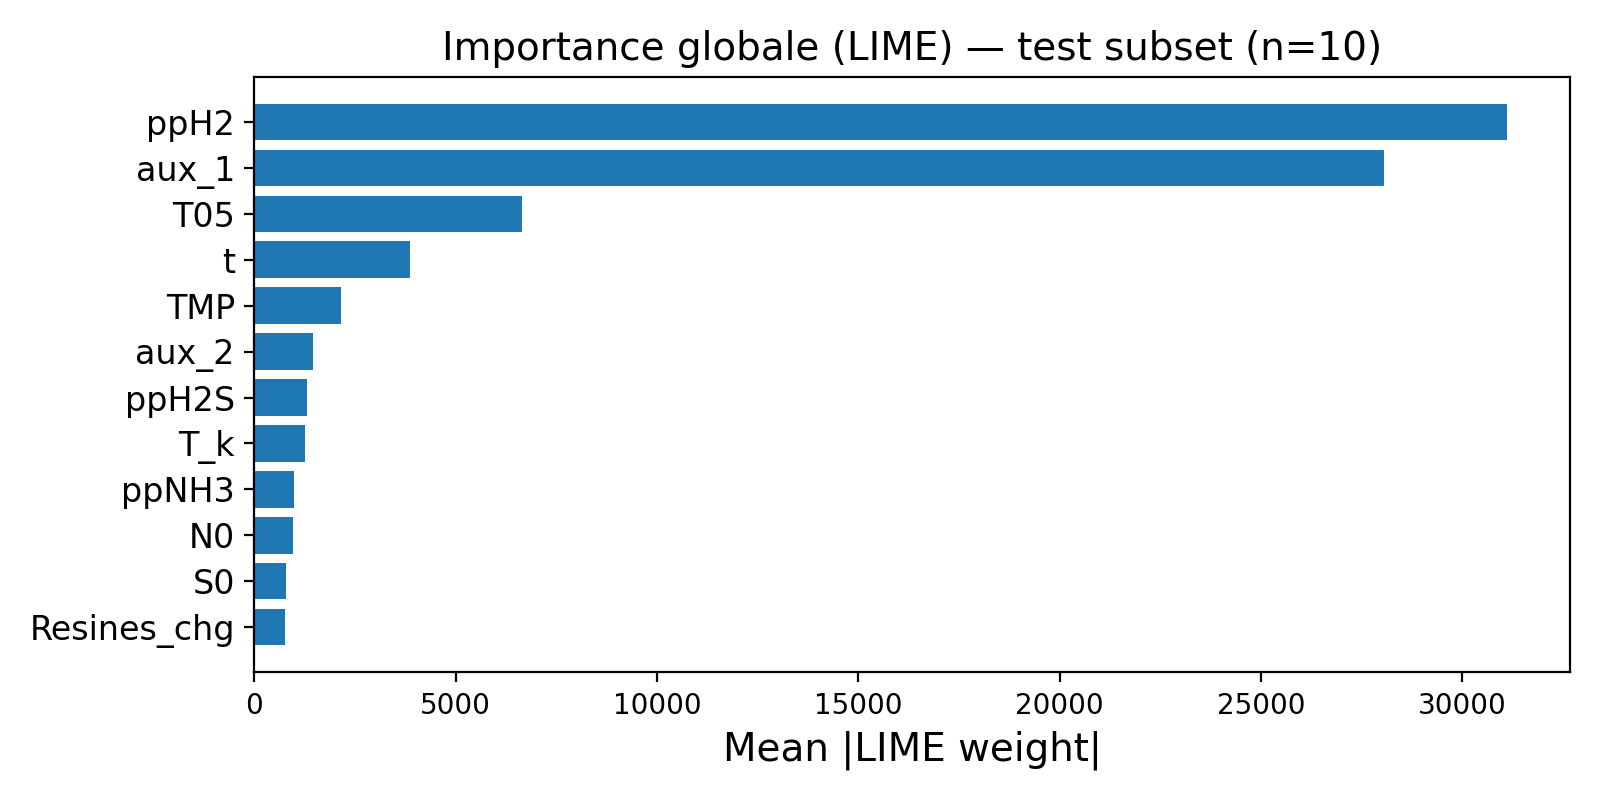 Importance globale (LIME) — test subset (n=10)
ppH2
aux_1
T05
t
TMP
aux_2
ppH2S
T_k
ppNH3
N0
S0
Resines_chg
0 5000 10000 15000 20000 25000 30000
Mean |LIME weight|